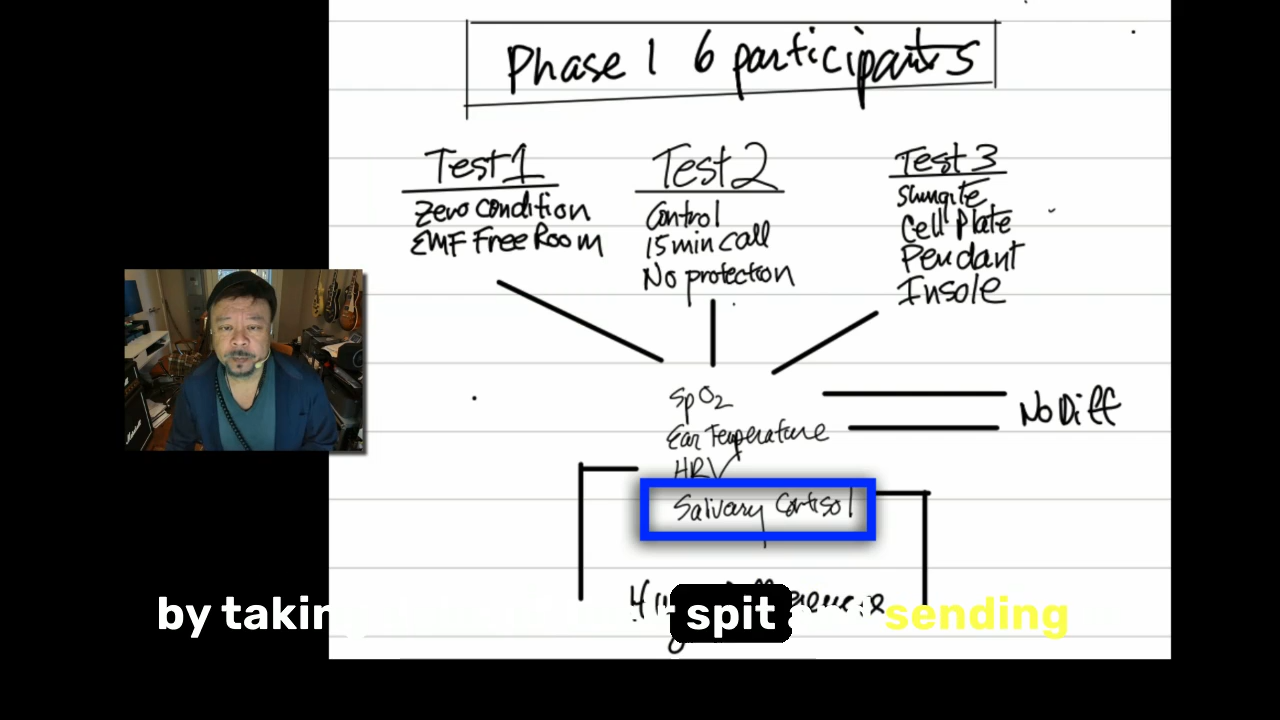 Phase 1 6 participants
Test 1
Zero condition
EMF Free Room
Test 2
Control
15 min call
No protection
Test 3
Shungite
Cell Plate
Pendant
Insole
SpO2
Ear Temperature
HRV
Salivary Cortisol
No Diff
by taking
spit
sending